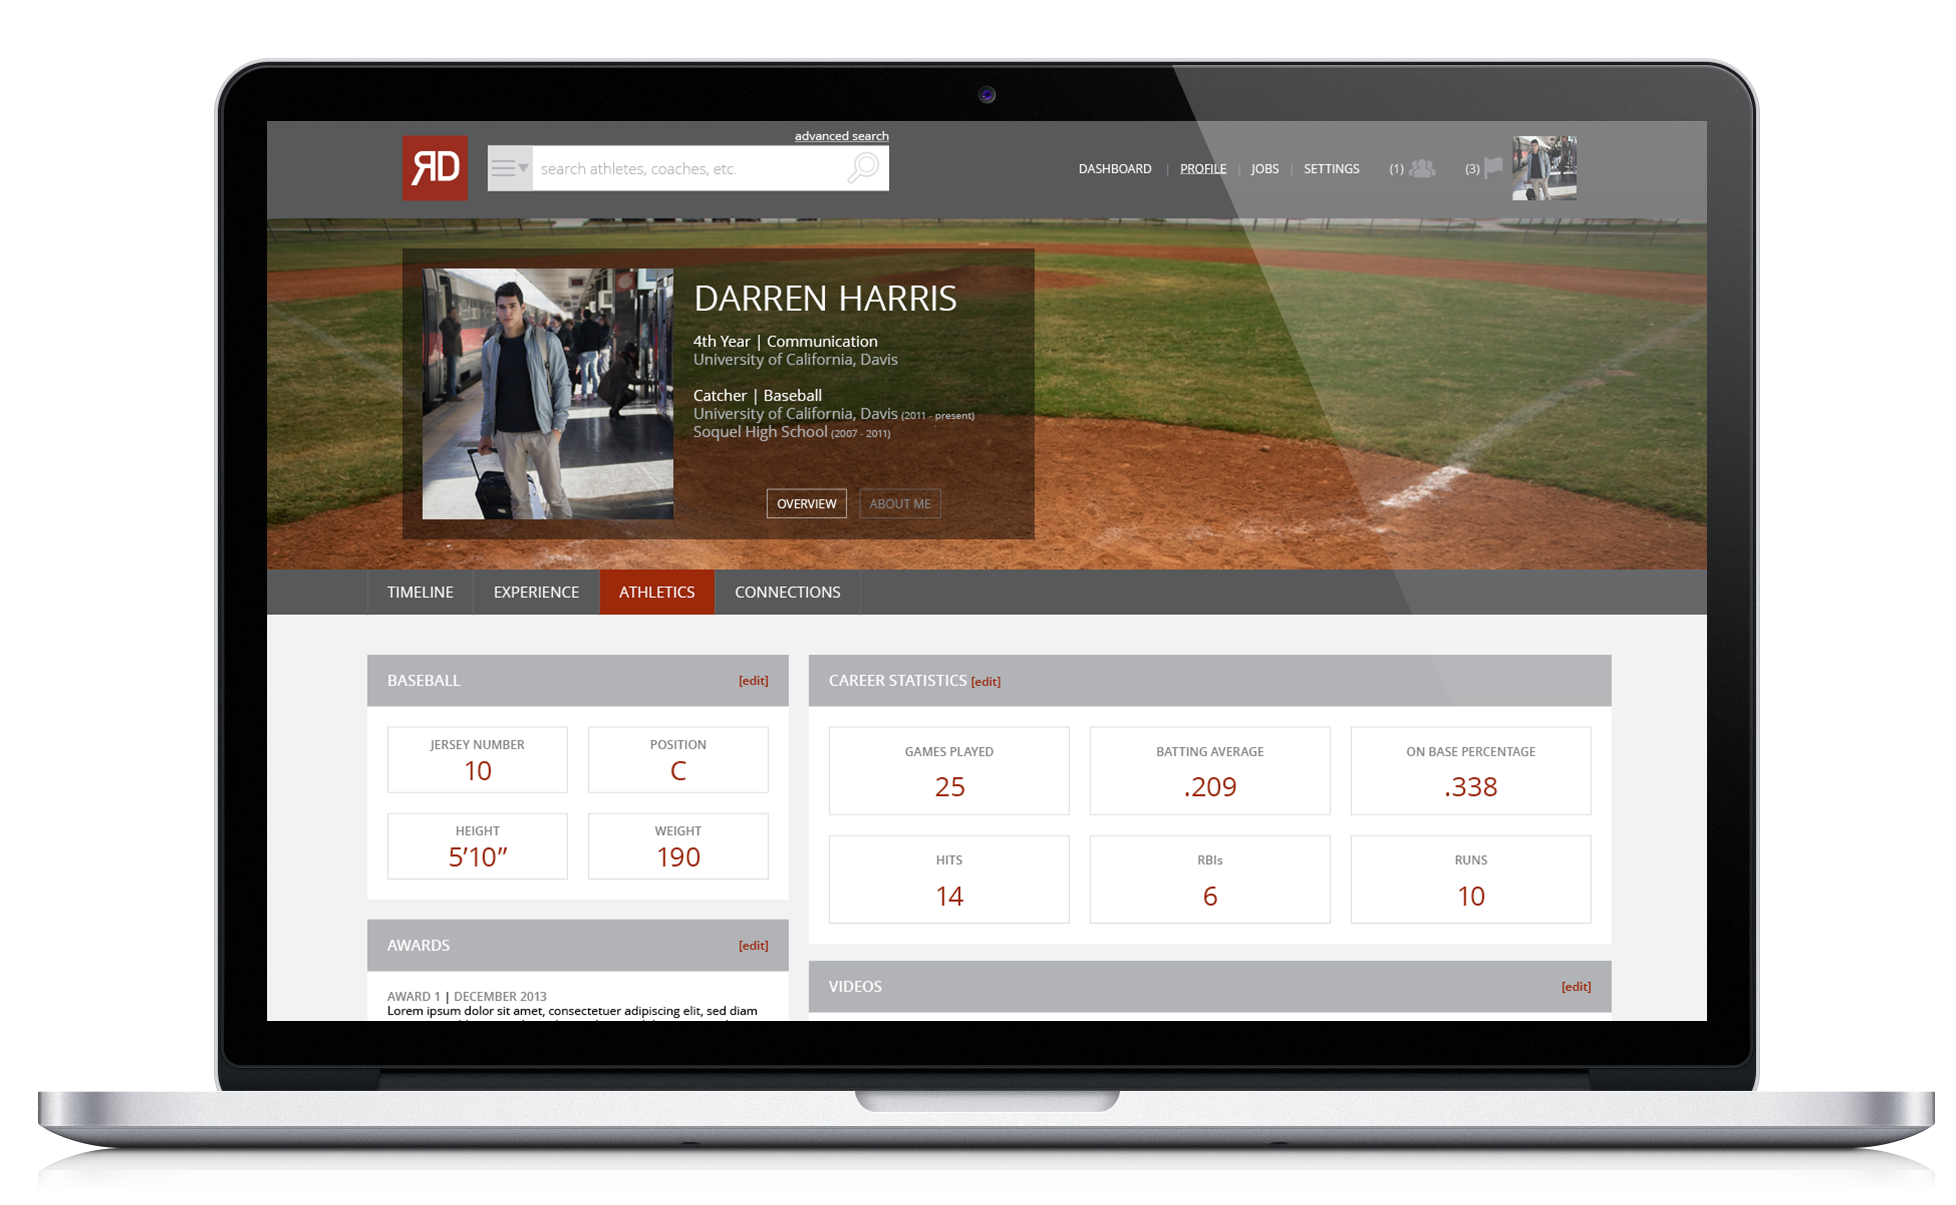 advanced search
ЯD
search athletes, coaches, etc.
DASHBOARD | PROFILE | JOBS | SETTINGS (1) (3)
DARREN HARRIS
4th Year | Communication
University of California, Davis
Catcher | Baseball
University of California, Davis (2011 - present)
Soquel High School (2007 - 2011)
OVERVIEW ABOUT ME
TIMELINE EXPERIENCE ATHLETICS CONNECTIONS
BASEBALL [edit]
JERSEY NUMBER POSITION
10 C
HEIGHT WEIGHT
5’10” 190
AWARDS [edit]
AWARD 1 | DECEMBER 2013
Lorem ipsum dolor sit amet, consectetuer adipiscing elit, sed diam
CAREER STATISTICS [edit]
GAMES PLAYED BATTING AVERAGE ON BASE PERCENTAGE
25 .209 .338
HITS RBIs RUNS
14 6 10
VIDEOS [edit]